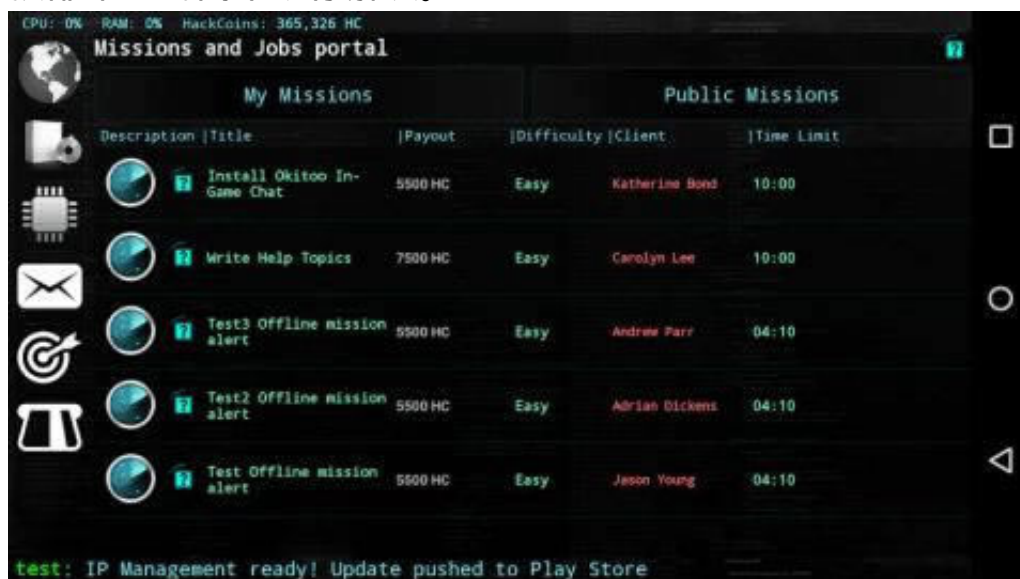 CPU: 0% RAM: 0% HackCoins: 365,326 HC
Missions and Jobs portal
?
My Missions
Public Missions
Description |Title |Payout |Difficulty |Client |Time Limit
? Install Okitoo In-
Game Chat
5500 HC Easy Katherine Bond 10:00
? Write Help Topics 7500 HC Easy Carolyn Lee 10:00
? Test3 Offline mission
alert
5500 HC Easy Andrew Parr 04:10
? Test2 Offline mission
alert
5500 HC Easy Adrian Dickens 04:10
? Test Offline mission
alert
5500 HC Easy Jason Young 04:10
test: IP Management ready! Update pushed to Play Store